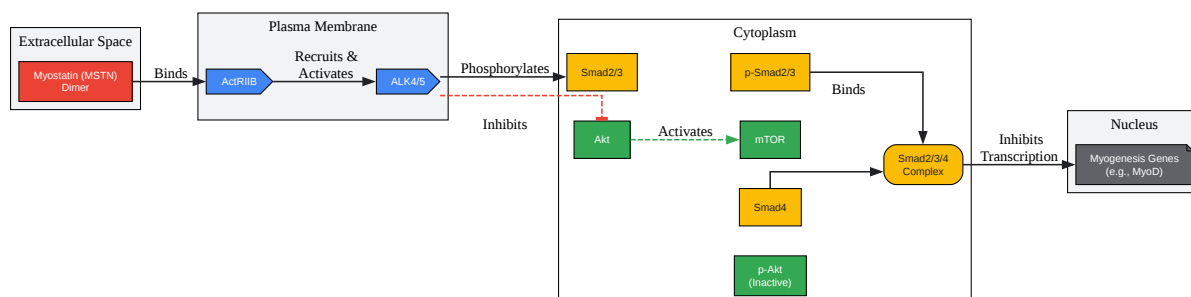 Extracellular Space
Myostatin (MSTN)
Dimer
Binds
Plasma Membrane
ActRIIB
Recruits &
Activates
ALK4/5
Phosphorylates
Inhibits
Cytoplasm
Smad2/3
p-Smad2/3
Binds
Akt
Activates
mTOR
Smad2/3/4
Complex
Smad4
p-Akt
(Inactive)
Inhibits
Transcription
Nucleus
Myogenesis Genes
(e.g., MyoD)